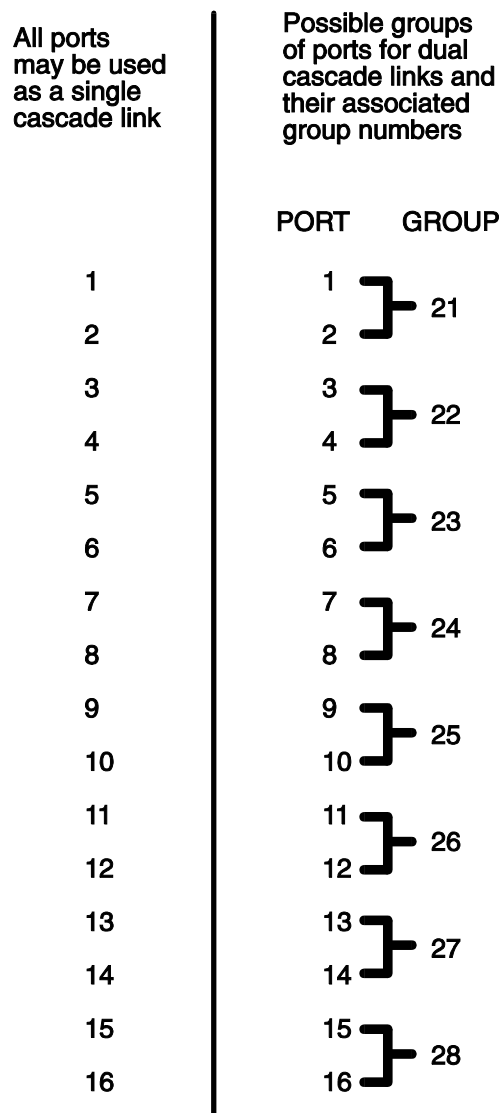 All ports
may be used
as a single
cascade link
Possible groups
of ports for dual
cascade links and
their associated
group numbers
PORT GROUP
1 1 21
2 2
3 3 22
4 4
5 5 23
6 6
7 7 24
8 8
9 9 25
10 10
11 11 26
12 12
13 13 27
14 14
15 15 28
16 16